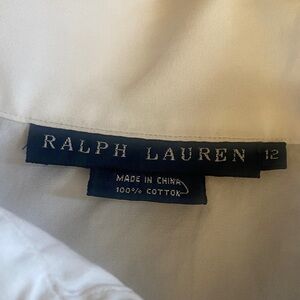 RALPH LAUREN 12
MADE IN CHINA
100% COTTON